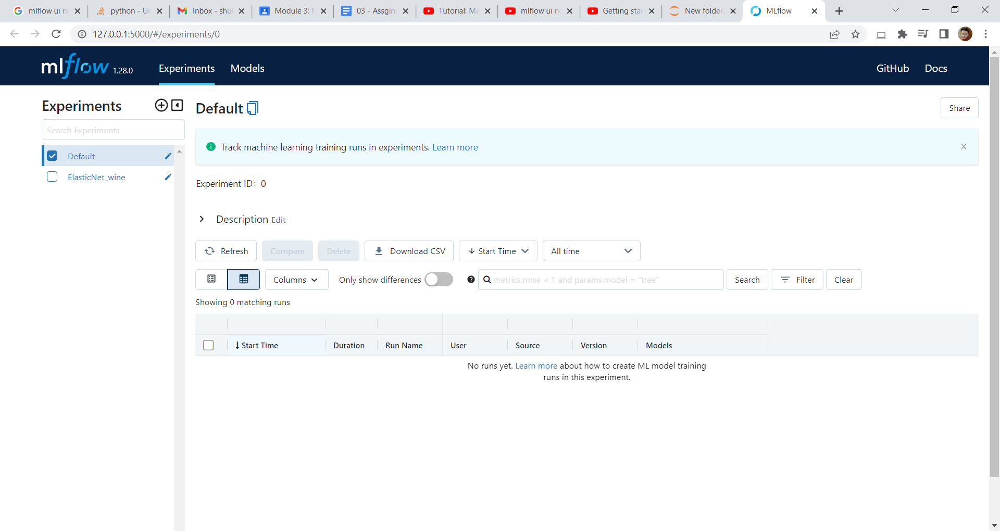 mlflow ui no
python - Un
Inbox - shul
Module 3: M
03 - Assginn
Tutorial: Ma
mlflow ui no
Getting star
New folder/
MLflow
127.0.0.1:5000/#/experiments/0
mlflow 1.28.0 Experiments Models GitHub Docs
Experiments
Search Experiments
Default
ElasticNet_wine
Default
Share
Track machine learning training runs in experiments. Learn more
Experiment ID: 0
Description Edit
Refresh Compare Delete Download CSV Start Time All time
Columns Only show differences metrics.rmse < 1 and params.model = "tree" Search Filter Clear
Showing 0 matching runs
Start Time Duration Run Name User Source Version Models
No runs yet. Learn more about how to create ML model training
runs in this experiment.